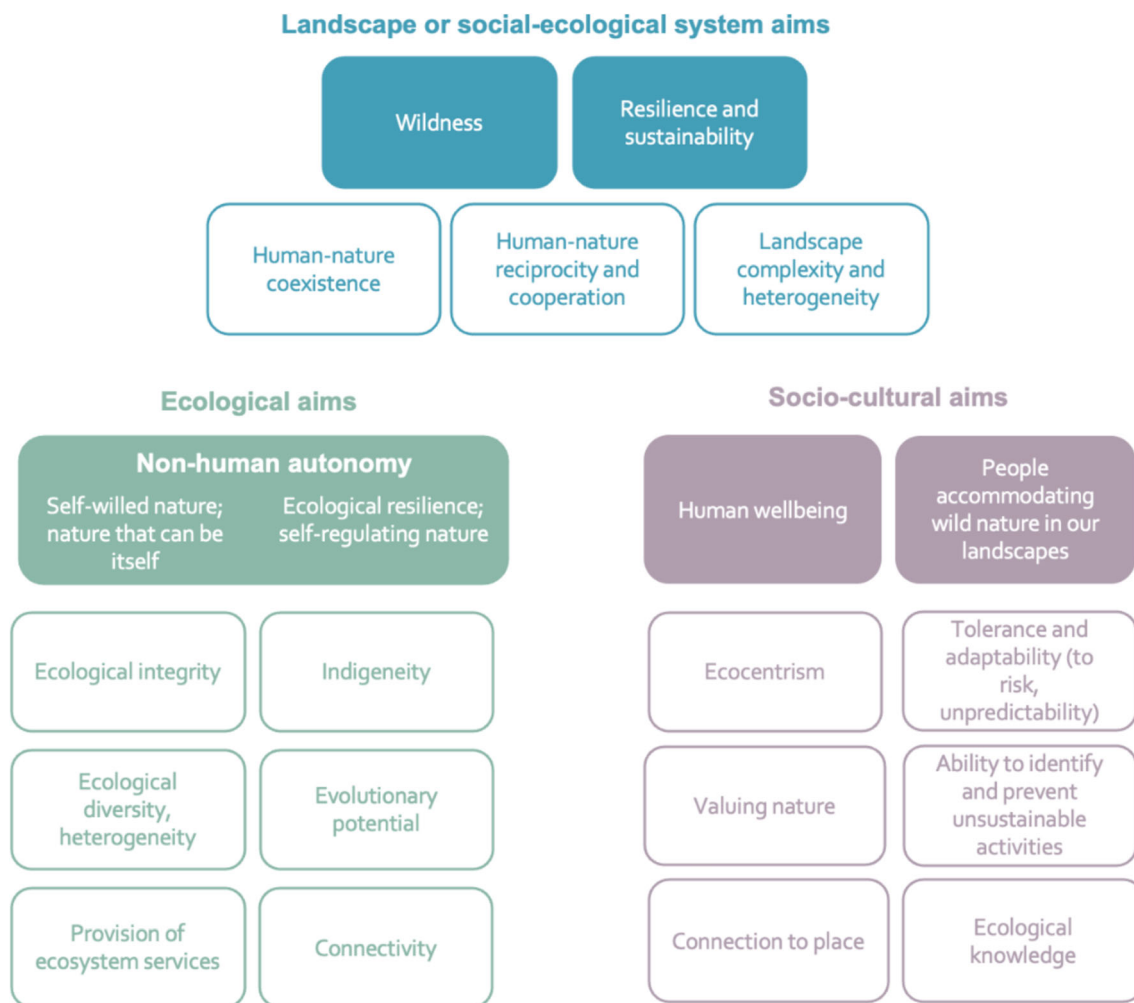 Landscape or social-ecological system aims
Wildness
Resilience and
sustainability
Human-nature
coexistence
Human-nature
reciprocity and
cooperation
Landscape
complexity and
heterogeneity
Ecological aims
Non-human autonomy
Self-willed nature;
nature that can be
itself
Ecological resilience;
self-regulating nature
Ecological integrity
Indigeneity
Ecological
diversity,
heterogeneity
Evolutionary
potential
Provision of
ecosystem services
Connectivity
Socio-cultural aims
Human wellbeing
People
accommodating
wild nature in our
landscapes
Ecocentrism
Tolerance and
adaptability (to
risk,
unpredictability)
Valuing nature
Ability to identify
and prevent
unsustainable
activities
Connection to place
Ecological
knowledge